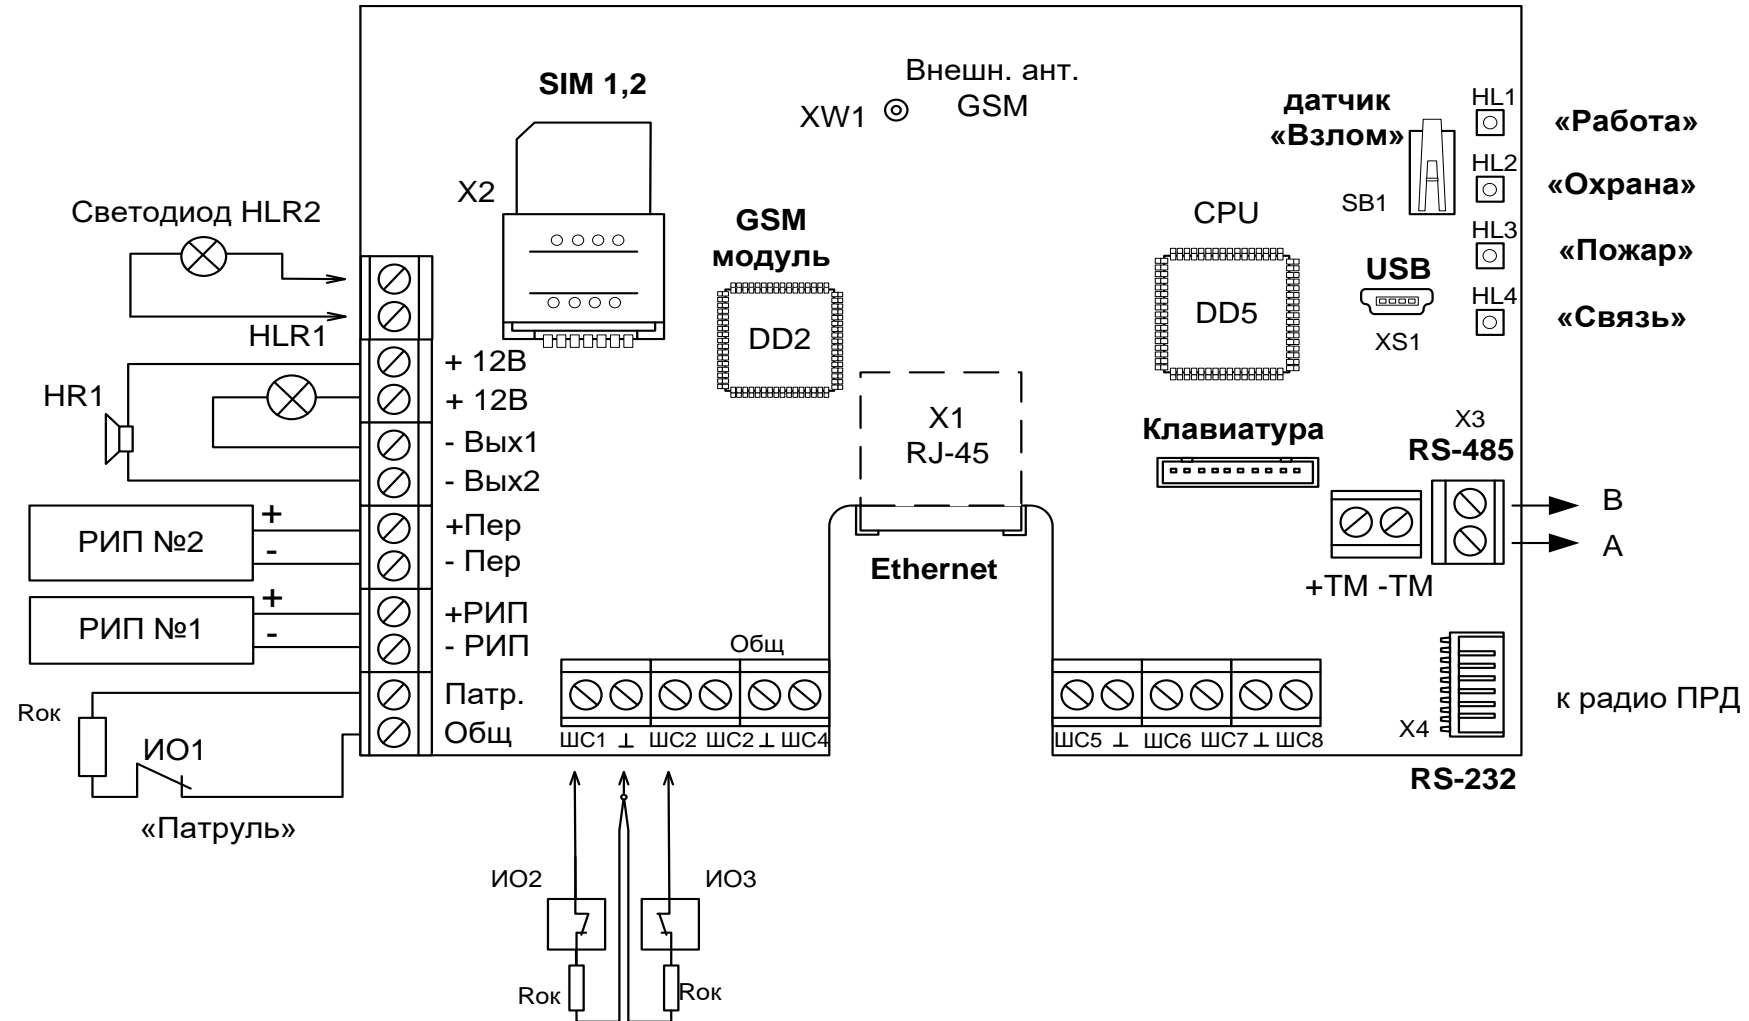 Внешн. ант.
GSM
XW1
SIM 1,2
X2
датчик
«Взлом»
SB1
HL1
«Работа»
HL2
«Охрана»
HL3
«Пожар»
HL4
«Связь»
Светодиод HLR2
HLR1
GSM
модуль
DD2
CPU
DD5
USB
XS1
+ 12В
+ 12В
HR1
- Вых1
- Вых2
X1
RJ-45
Ethernet
Клавиатура
X3
RS-485
B
A
+ТМ -ТМ
РИП №2
+
-
+Пер
- Пер
РИП №1
+
-
+РИП
- РИП
Общ
Патр.
Общ
Rок
ИО1
«Патруль»
ШС1 ⊥ ШС2 ШС2 ⊥ ШС4
ШС5 ⊥ ШС6 ШС7 ⊥ ШС8
X4
RS-232
к радио ПРД
ИО2
ИО3
Rок
Rок